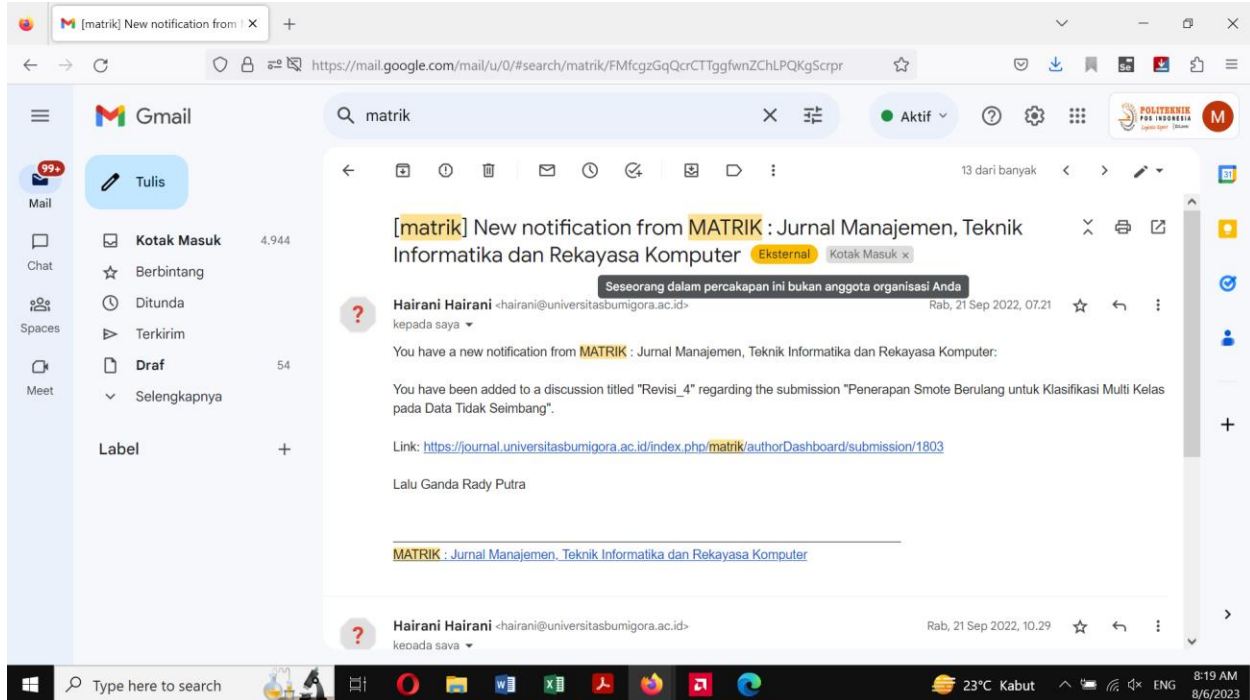 [matrik] New notification from M
https://mail.google.com/mail/u/0/#search/matrik/FMfcgzGqQcrCTTggfwnZChLPQKgScrpr
Gmail
matrik
Aktif
POLITEKNIK
POS INDONESIA
M
99+
Mail
Chat
Spaces
Meet
Tulis
Kotak Masuk 4.944
Berbintang
Ditunda
Terkirim
Draf 54
Selengkapnya
Label
13 dari banyak
31
[matrik] New notification from MATRIK : Jurnal Manajemen, Teknik
Informatika dan Rekayasa Komputer Eksternal Kotak Masuk x
Seseorang dalam percakapan ini bukan anggota organisasi Anda
Hairani Hairani <hairani@universitasbumigora.ac.id> Rab, 21 Sep 2022, 07.21
kepada saya
You have a new notification from MATRIK : Jurnal Manajemen, Teknik Informatika dan Rekayasa Komputer:
You have been added to a discussion titled "Revisi_4" regarding the submission "Penerapan Smote Berulang untuk Klasifikasi Multi Kelas
pada Data Tidak Seimbang".
Link: https://journal.universitasbumigora.ac.id/index.php/matrik/authorDashboard/submission/1803
Lalu Ganda Rady Putra
MATRIK : Jurnal Manajemen, Teknik Informatika dan Rekayasa Komputer
Hairani Hairani <hairani@universitasbumigora.ac.id> Rab, 21 Sep 2022, 10.29
kepada saya
Type here to search
23°C Kabut
ENG
8:19 AM
8/6/2023